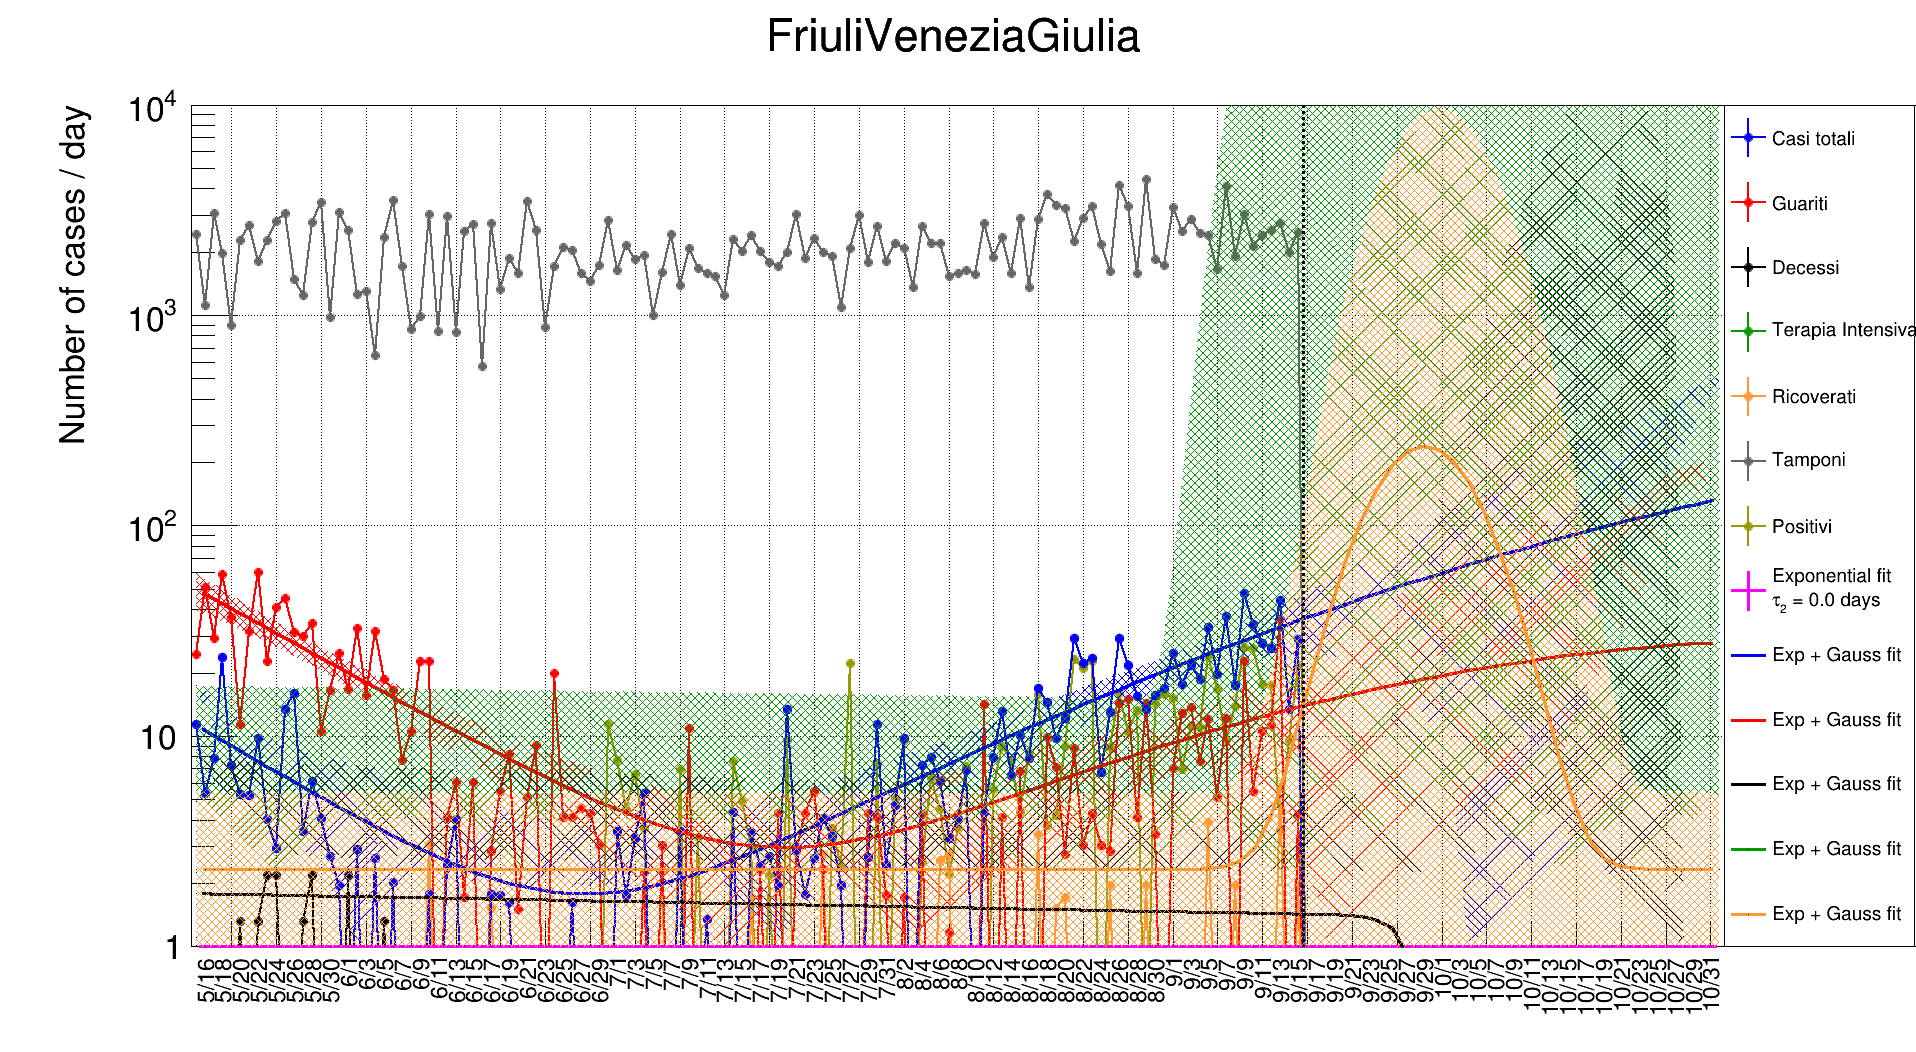 FriuliVeneziaGiulia
Number of cases / day
10^4
10^3
10^2
10
1
5/16 5/18 5/20 5/22 5/24 5/26 5/28 5/30 6/1 6/3 6/5 6/7 6/9 6/11 6/13 6/15 6/17 6/19 6/21 6/23 6/25 6/27 6/29 7/1 7/3 7/5 7/7 7/9 7/11 7/13 7/15 7/17 7/19 7/21 7/23 7/25 7/27 7/29 7/31 8/2 8/4 8/6 8/8 8/10 8/12 8/14 8/16 8/18 8/20 8/22 8/24 8/26 8/28 8/30 9/1 9/3 9/5 9/7 9/9 9/11 9/13 9/15 9/17 9/19 9/21 9/23 9/25 9/27 9/29 10/1 10/3 10/5 10/7 10/9 10/11 10/13 10/15 10/17 10/19 10/21 10/23 10/25 10/27 10/29 10/31
Casi totali
Guariti
Decessi
Terapia Intensiva
Ricoverati
Tamponi
Positivi
Exponential fit
τ2 = 0.0 days
Exp + Gauss fit
Exp + Gauss fit
Exp + Gauss fit
Exp + Gauss fit
Exp + Gauss fit